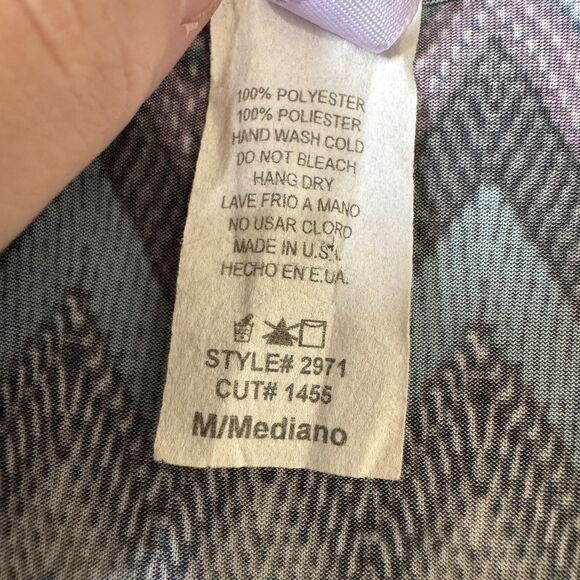 100% POLYESTER
100% POLIESTER
HAND WASH COLD
DO NOT BLEACH
HANG DRY
LAVE FRIO A MANO
NO USAR CLORO
MADE IN U.S.
HECHO EN E.UA.
STYLE# 2971
CUT# 1455
M/Mediano